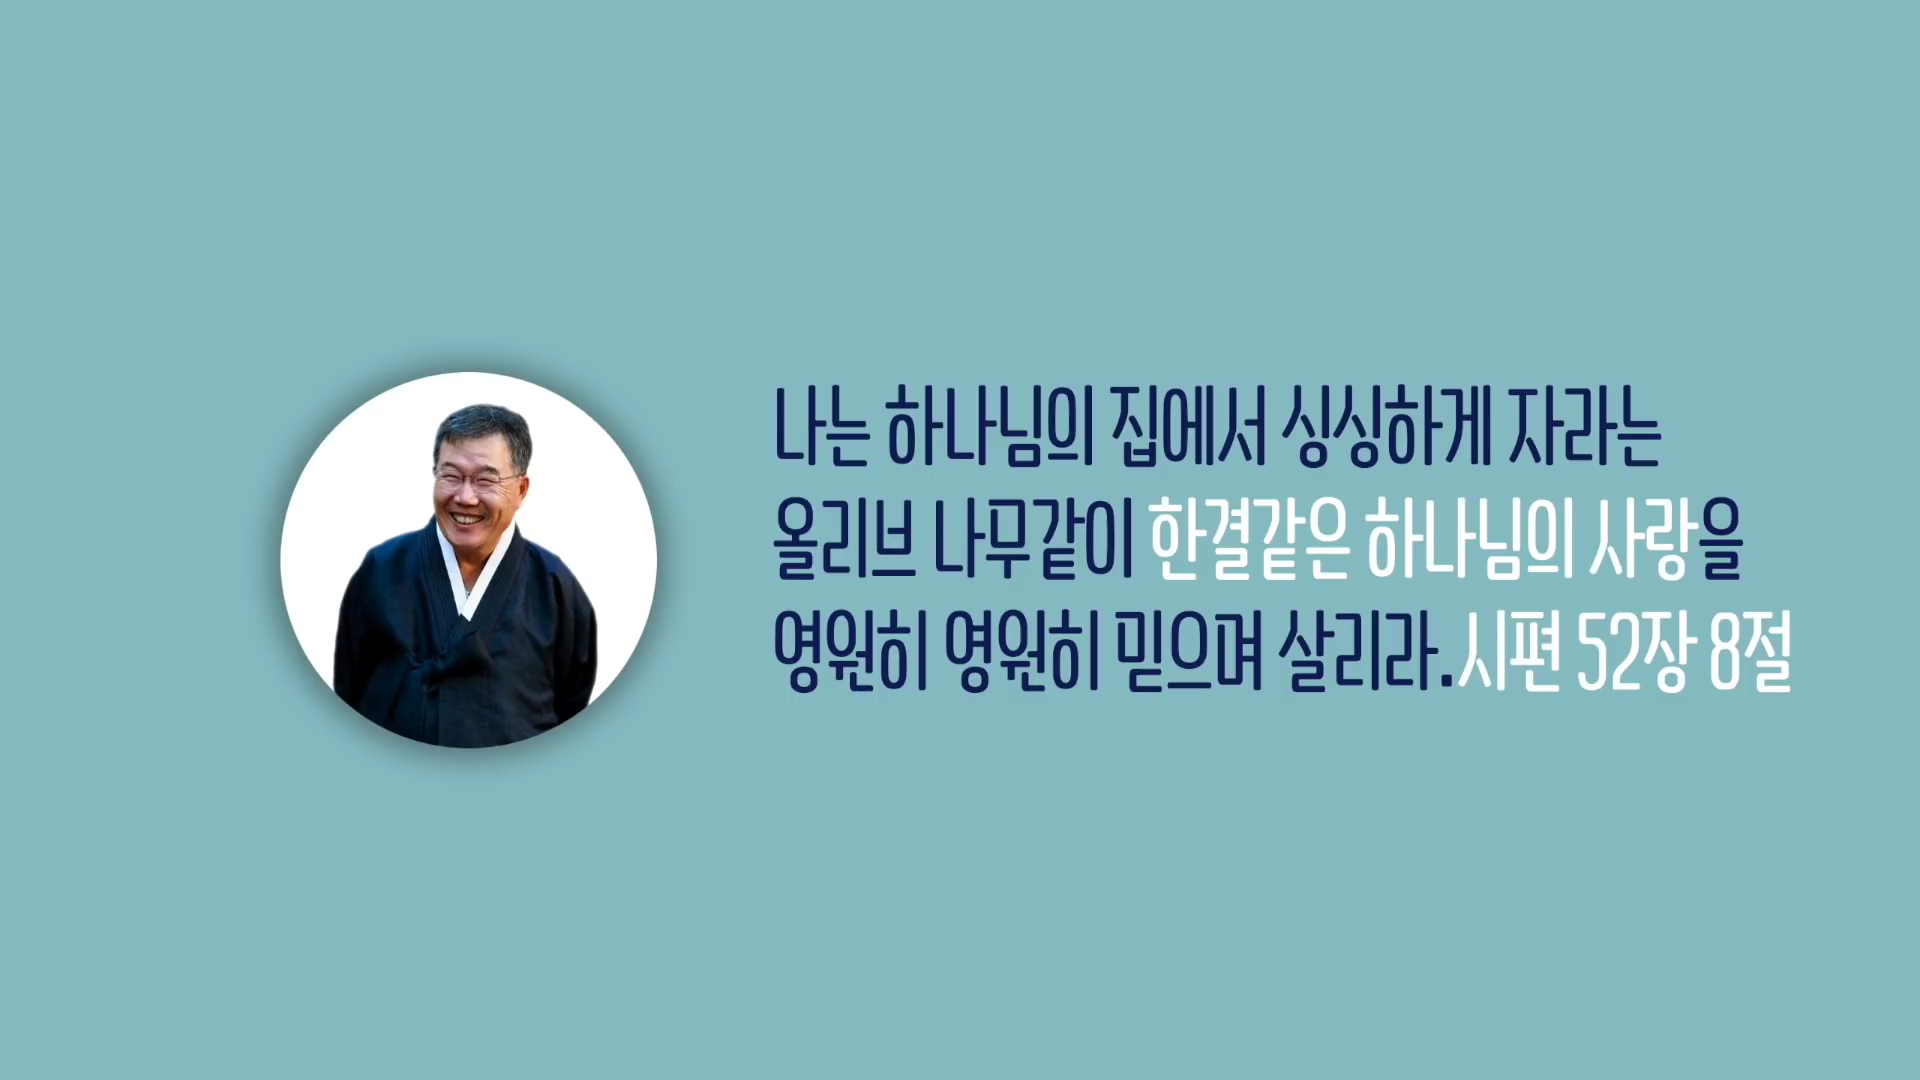 나는 하나님의 집에서 싱싱하게 자라는
올리브 나무같이 한결같은 하나님의 사랑을
영원히 영원히 믿으며 살리라.시편 52장 8절